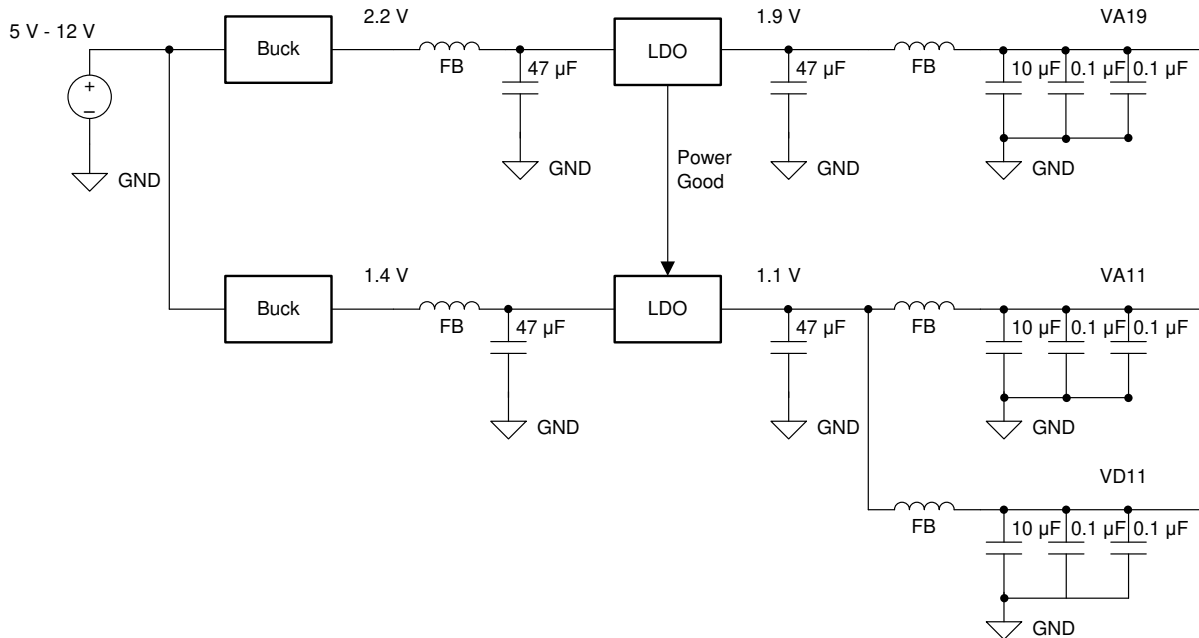 5 V - 12 V
2.2 V
1.9 V
VA19
Buck
LDO
FB
47 µF
47 µF
FB
10 µF 0.1 µF 0.1 µF
+
–
GND
GND
GND
GND
Power
Good
1.4 V
1.1 V
VA11
Buck
LDO
FB
47 µF
47 µF
FB
10 µF 0.1 µF 0.1 µF
GND
GND
GND
VD11
FB
10 µF 0.1 µF 0.1 µF
GND